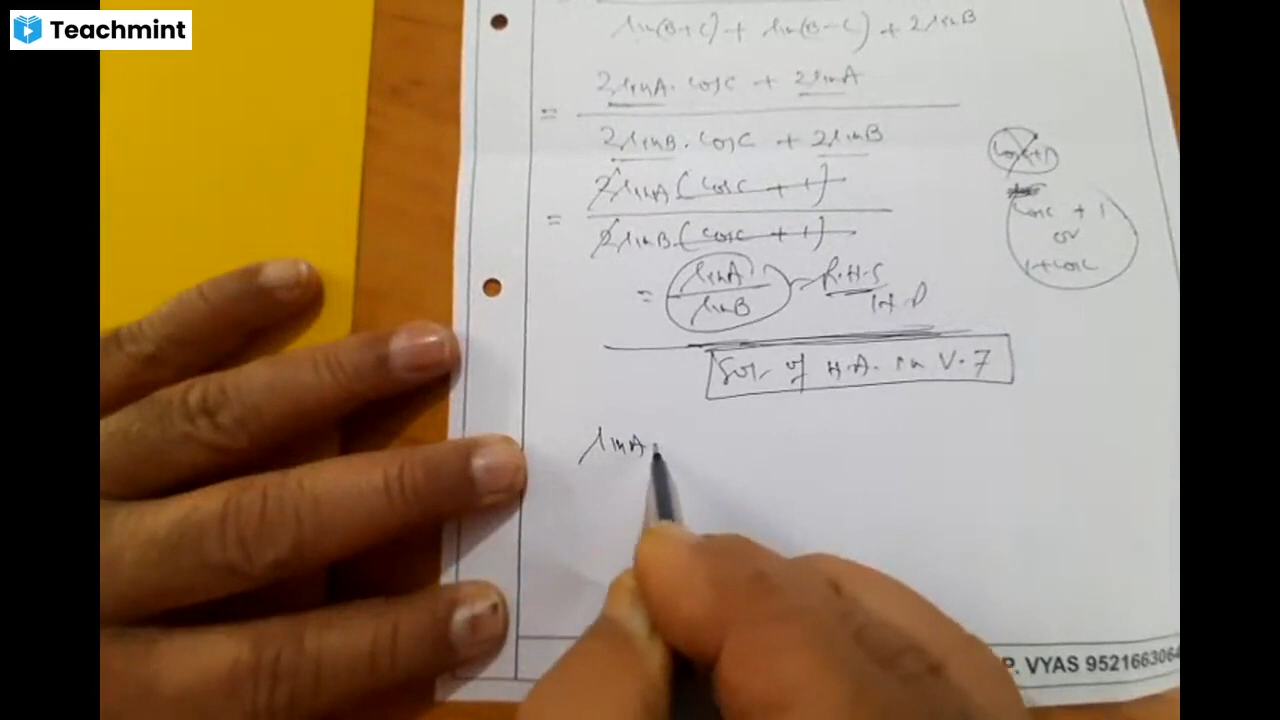 Teachmint
sin(B+C) + sin(B-C) + 2sinB
= 2sinA. cosC + 2sinA
2sinB. cosC + 2sinB
= 2sinA(cosC + 1)
2sinB(cosC + 1)
cosC + 1
or
1+cosC
= sinA
sinB
R.H.S
H.P
Sol. of H.A. in V.7
sinA
P. VYAS 952166306